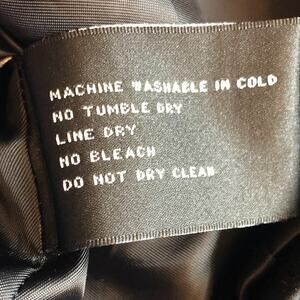 MACHINE WASHABLE IN COLD
NO TUMBLE DRY
LINE DRY
NO BLEACH
DO NOT DRY CLEAN